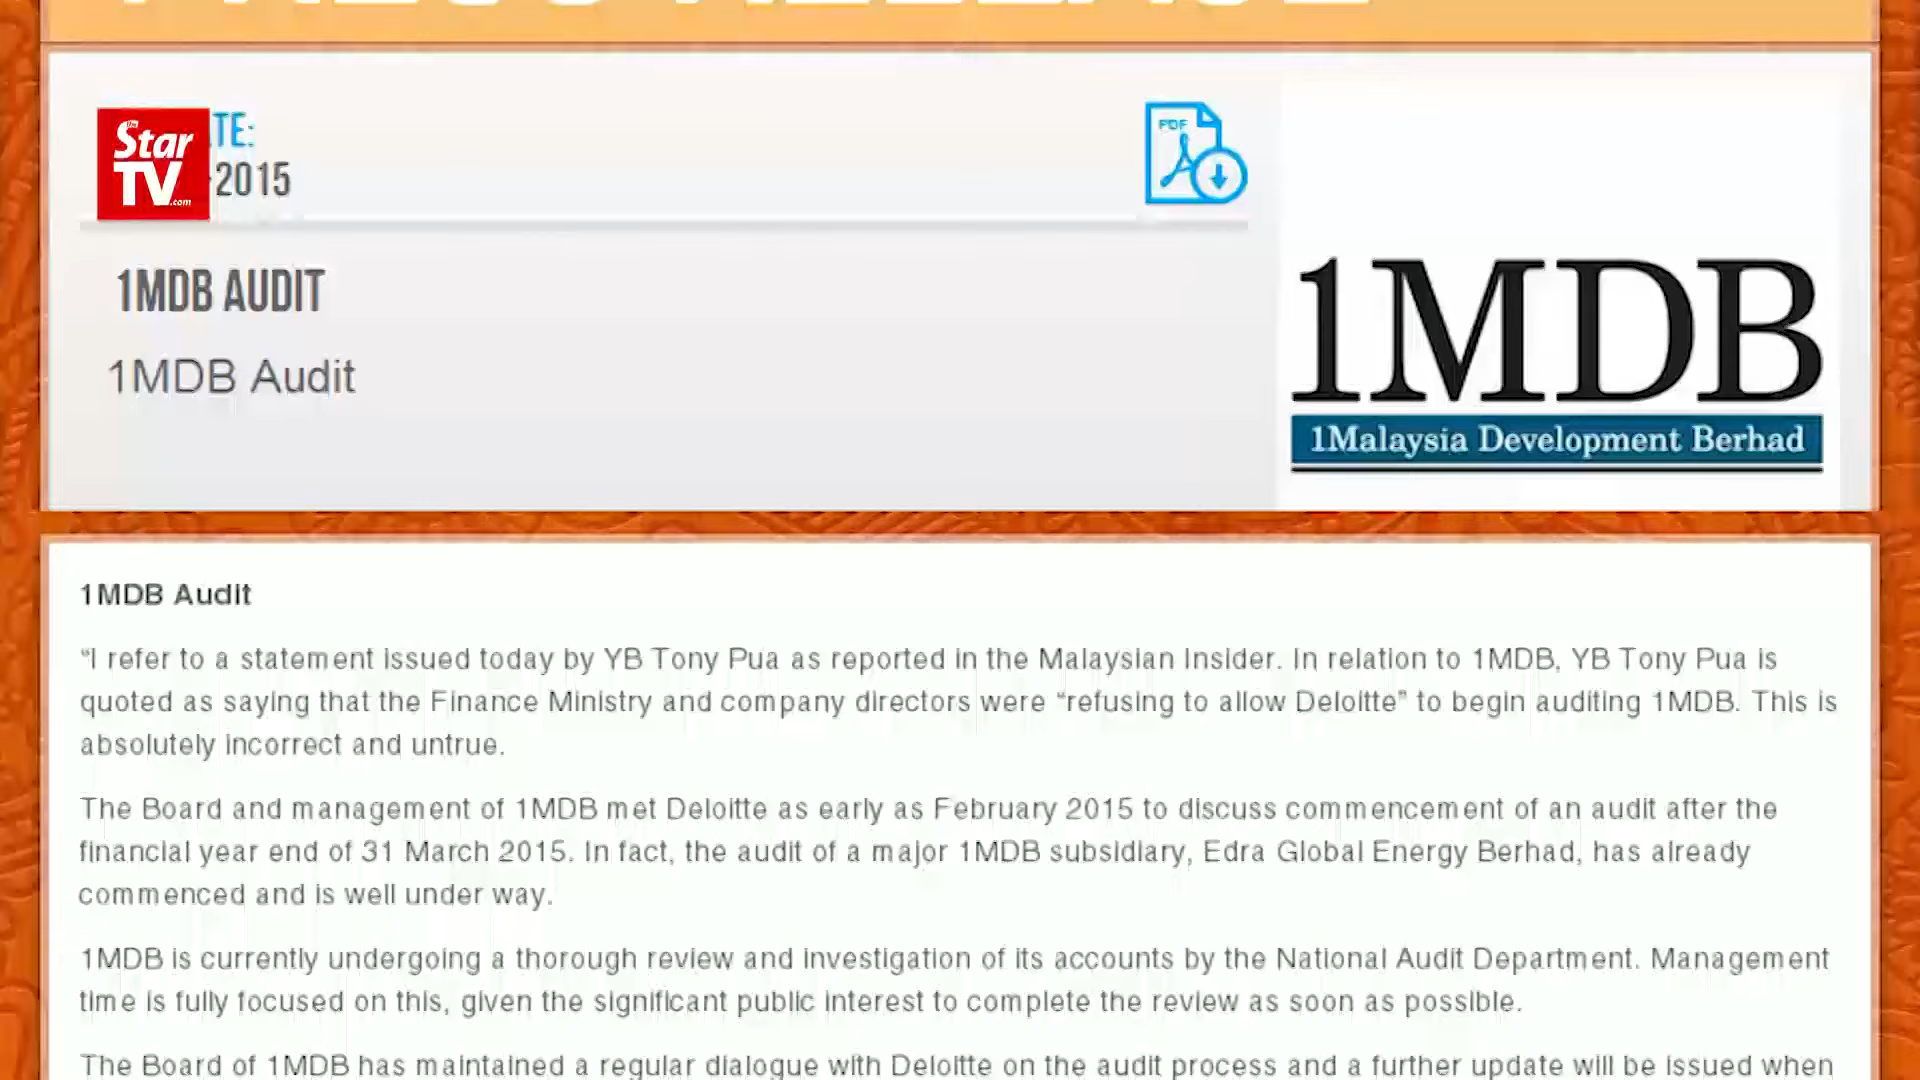 PRESS RELEASE
The Star
TV.com
TE:
-2015
PDF
1MDB AUDIT
1MDB Audit
1MDB
1Malaysia Development Berhad
1MDB Audit
“I refer to a statement issued today by YB Tony Pua as reported in the Malaysian Insider. In relation to 1MDB, YB Tony Pua is
quoted as saying that the Finance Ministry and company directors were “refusing to allow Deloitte” to begin auditing 1MDB. This is
absolutely incorrect and untrue.
The Board and management of 1MDB met Deloitte as early as February 2015 to discuss commencement of an audit after the
financial year end of 31 March 2015. In fact, the audit of a major 1MDB subsidiary, Edra Global Energy Berhad, has already
commenced and is well under way.
1MDB is currently undergoing a thorough review and investigation of its accounts by the National Audit Department. Management
time is fully focused on this, given the significant public interest to complete the review as soon as possible.
The Board of 1MDB has maintained a regular dialogue with Deloitte on the audit process and a further update will be issued when